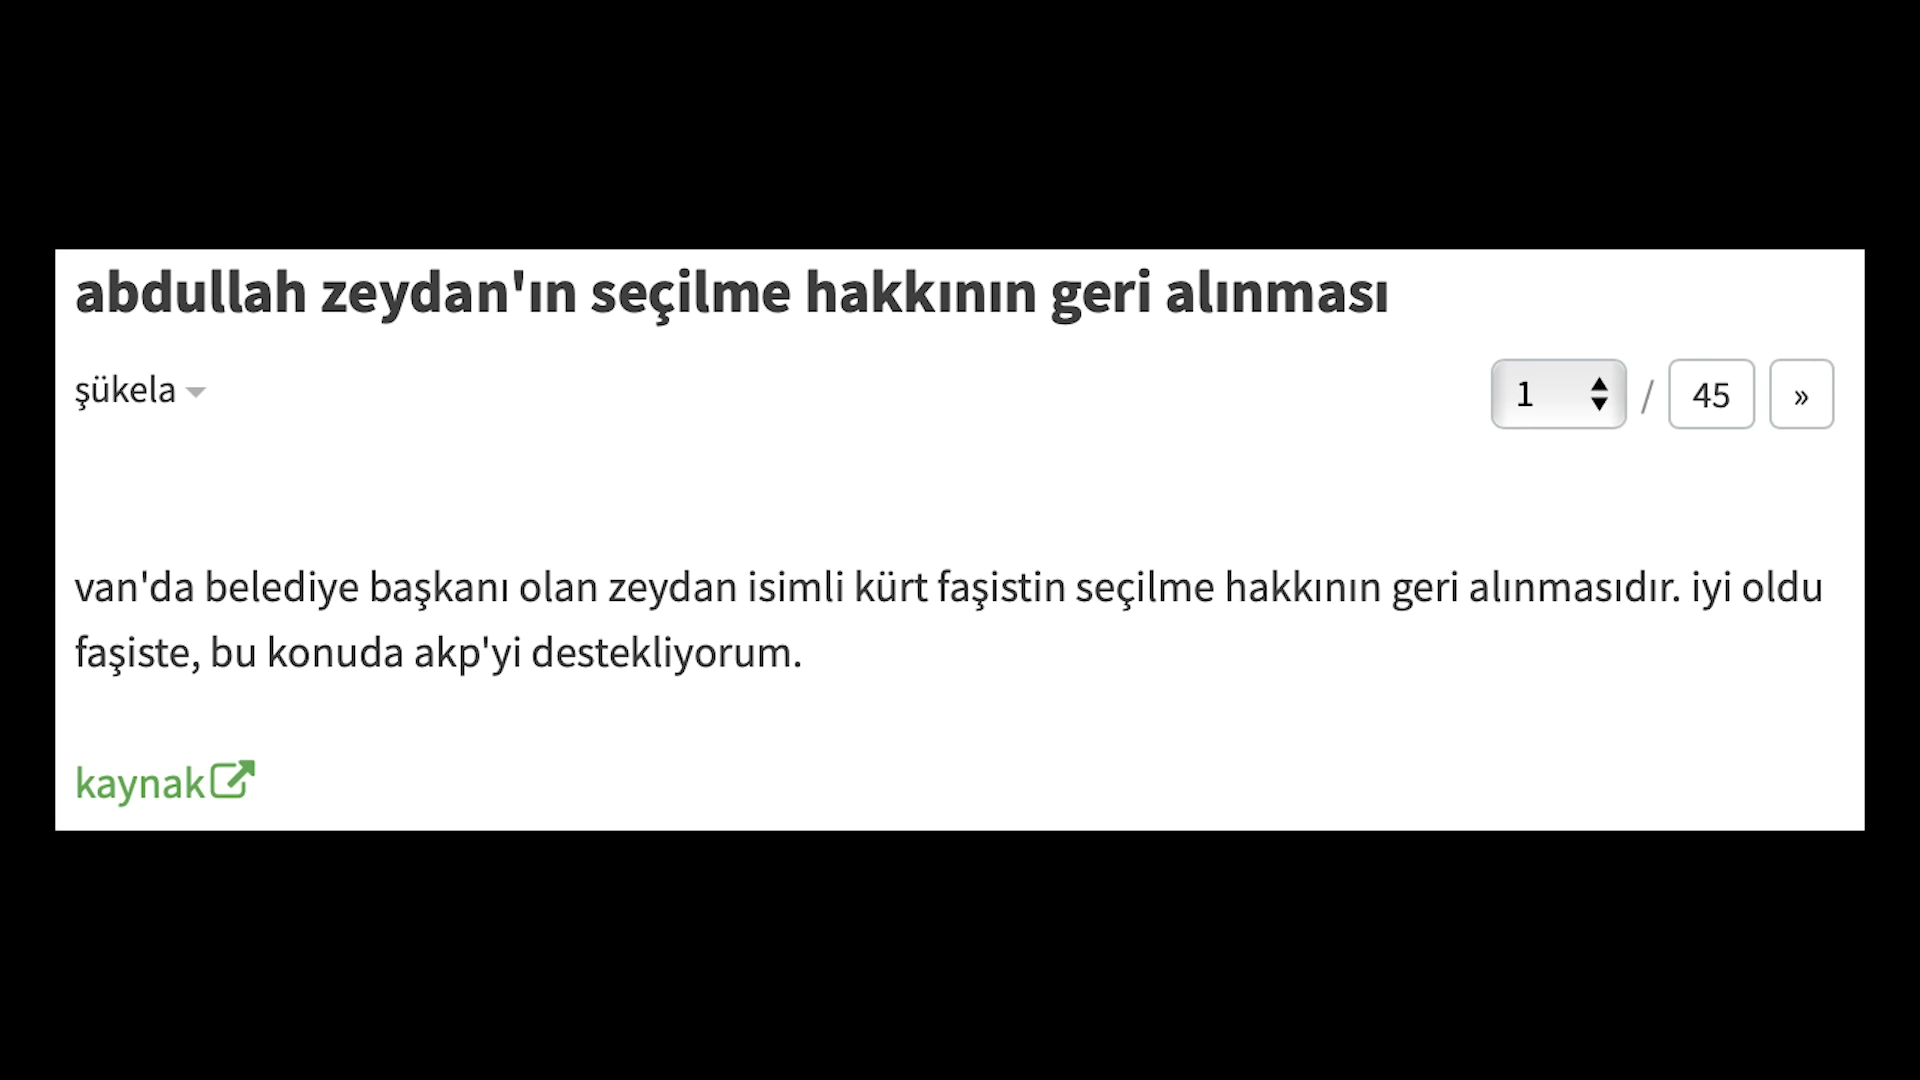 abdullah zeydan'ın seçilme hakkının geri alınması
şükela
1 / 45 »
van'da belediye başkanı olan zeydan isimli kürt faşistin seçilme hakkının geri alınmasıdır. iyi oldu
faşiste, bu konuda akp'yi destekliyorum.
kaynak